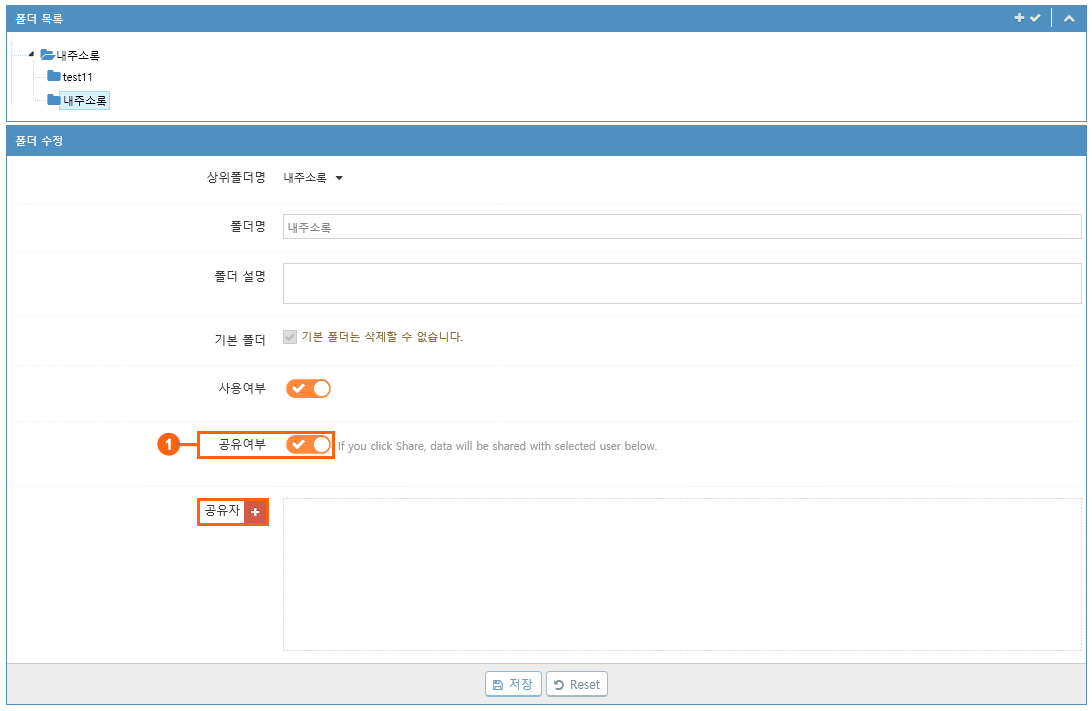 폴더 목록
내주소록
test11
내주소록
폴더 수정
상위폴더명 내주소록
폴더명 내주소록
폴더 설명
기본 폴더 기본 폴더는 삭제할 수 없습니다.
사용여부
1 공유여부 If you click Share, data will be shared with selected user below.
공유자 +
저장 Reset